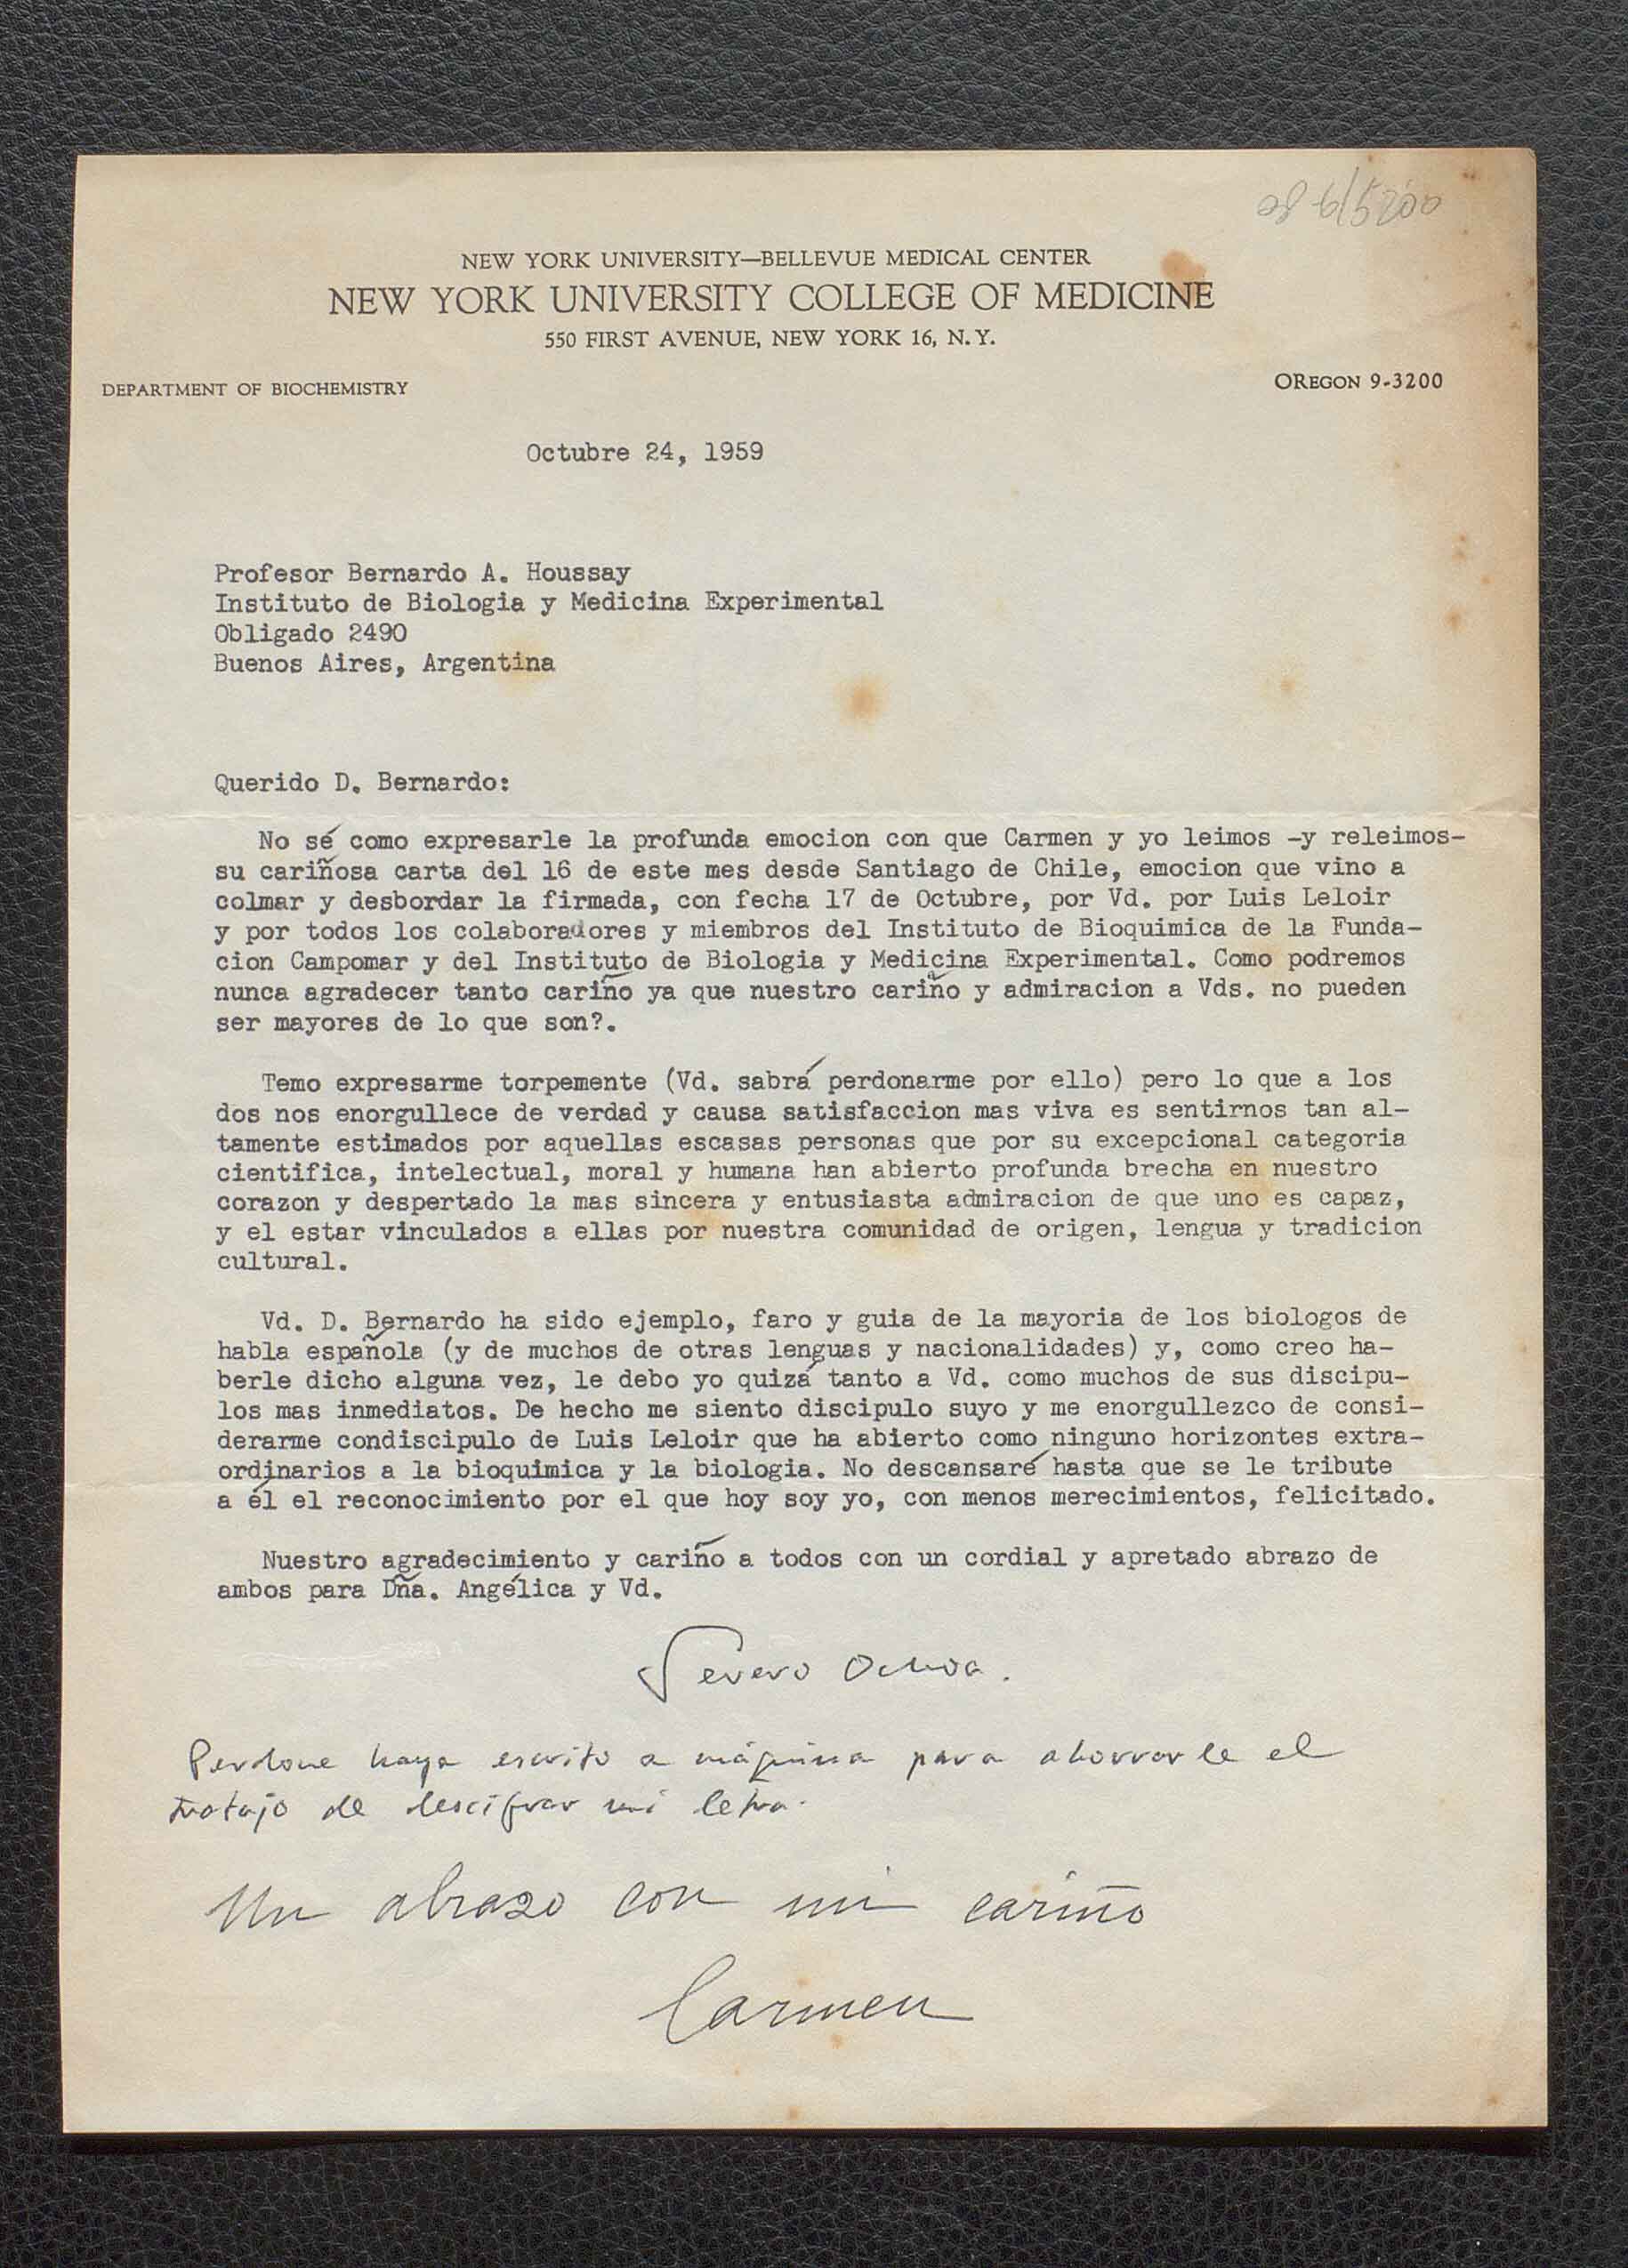 NEW YORK UNIVERSITY—BELLEVUE MEDICAL CENTER
NEW YORK UNIVERSITY COLLEGE OF MEDICINE
550 FIRST AVENUE, NEW YORK 16, N. Y.
DEPARTMENT OF BIOCHEMISTRY
OREGON 9-3200
Octubre 24, 1959
Profesor Bernardo A. Houssay
Instituto de Biologia y Medicina Experimental
Obligado 2490
Buenos Aires, Argentina
Querido D. Bernardo:
No sé como expresarle la profunda emocion con que Carmen y yo leimos -y releimos-
su cariñosa carta del 16 de este mes desde Santiago de Chile, emocion que vino a
colmar y desbordar la firmada, con fecha 17 de Octubre, por Vd. por Luis Leloir
y por todos los colaboradores y miembros del Instituto de Bioquimica de la Funda-
cion Campomar y del Instituto de Biologia y Medicina Experimental. Como podremos
nunca agradecer tanto cariño ya que nuestro cariño y admiracion a Vds. no pueden
ser mayores de lo que son?.
Temo expresarme torpemente (Vd. sabrá perdonarme por ello) pero lo que a los
dos nos enorgullece de verdad y causa satisfaccion mas viva es sentirnos tan al-
tamente estimados por aquellas escasas personas que por su excepcional categoria
cientifica, intelectual, moral y humana han abierto profunda brecha en nuestro
corazon y despertado la mas sincera y entusiasta admiracion de que uno es capaz,
y el estar vinculados a ellas por nuestra comunidad de origen, lengua y tradicion
cultural.
Vd. D. Bernardo ha sido ejemplo, faro y guia de la mayoria de los biologos de
habla española (y de muchos de otras lenguas y nacionalidades) y, como creo ha-
berle dicho alguna vez, le debo yo quizá tanto a Vd. como muchos de sus discipu-
los mas inmediatos. De hecho me siento discipulo suyo y me enorgullezco de consi-
derarme condiscipulo de Luis Leloir que ha abierto como ninguno horizontes extra-
ordinarios a la bioquimica y la biologia. No descansaré hasta que se le tribute
a él el reconocimiento por el que hoy soy yo, con menos merecimientos, felicitado.
Nuestro agradecimiento y cariño a todos con un cordial y apretado abrazo de
ambos para Dña. Angélica y Vd.
Severo Ochoa.
Perdone haya escrito a máquina para ahorrarle el
trabajo de descifrar mi letra.
Un abrazo con mi cariño
Carmen